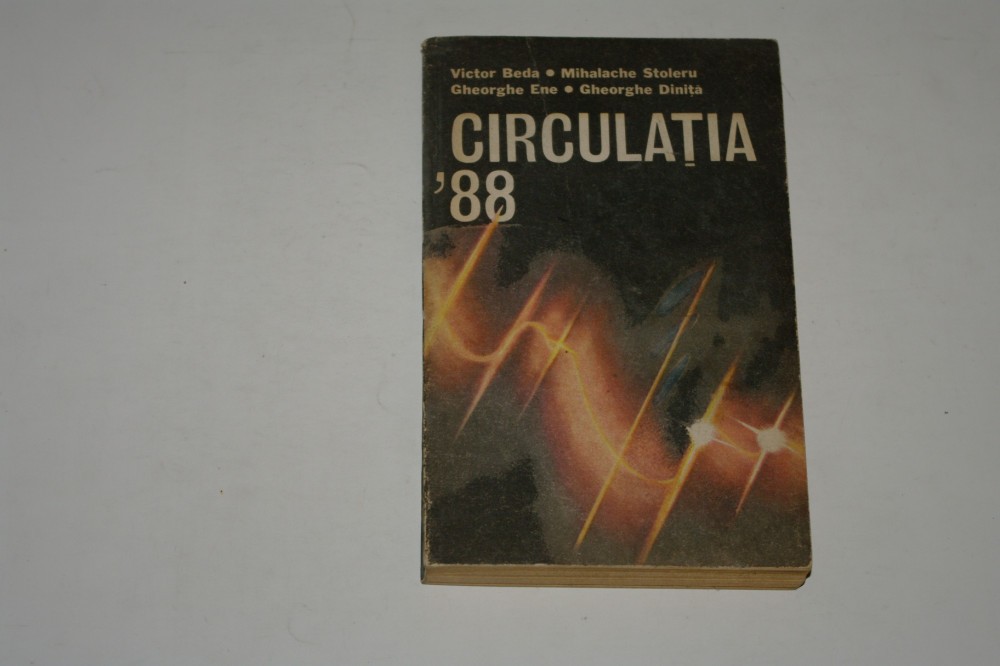 Victor Beda • Mihalache Stoleru
Gheorghe Ene • Gheorghe Diniță
CIRCULAȚIA
'88